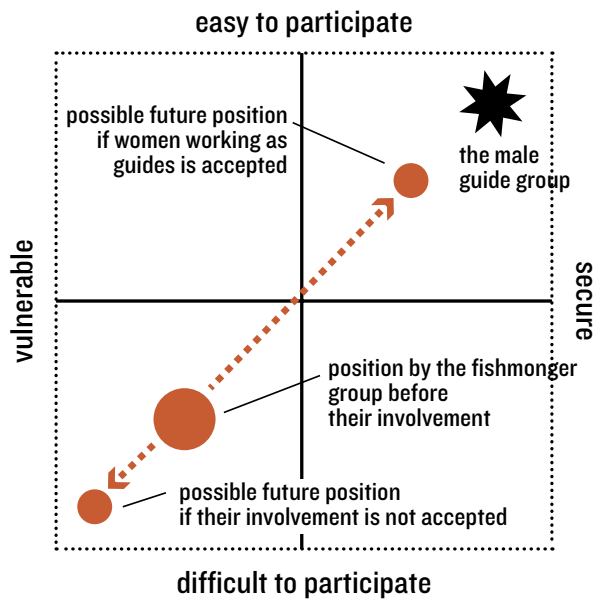 easy to participate
possible future position
if women working as
guides is accepted
the male
guide group
vulnerable
secure
position by the fishmonger
group before
their involvement
possible future position
if their involvement is not accepted
difficult to participate